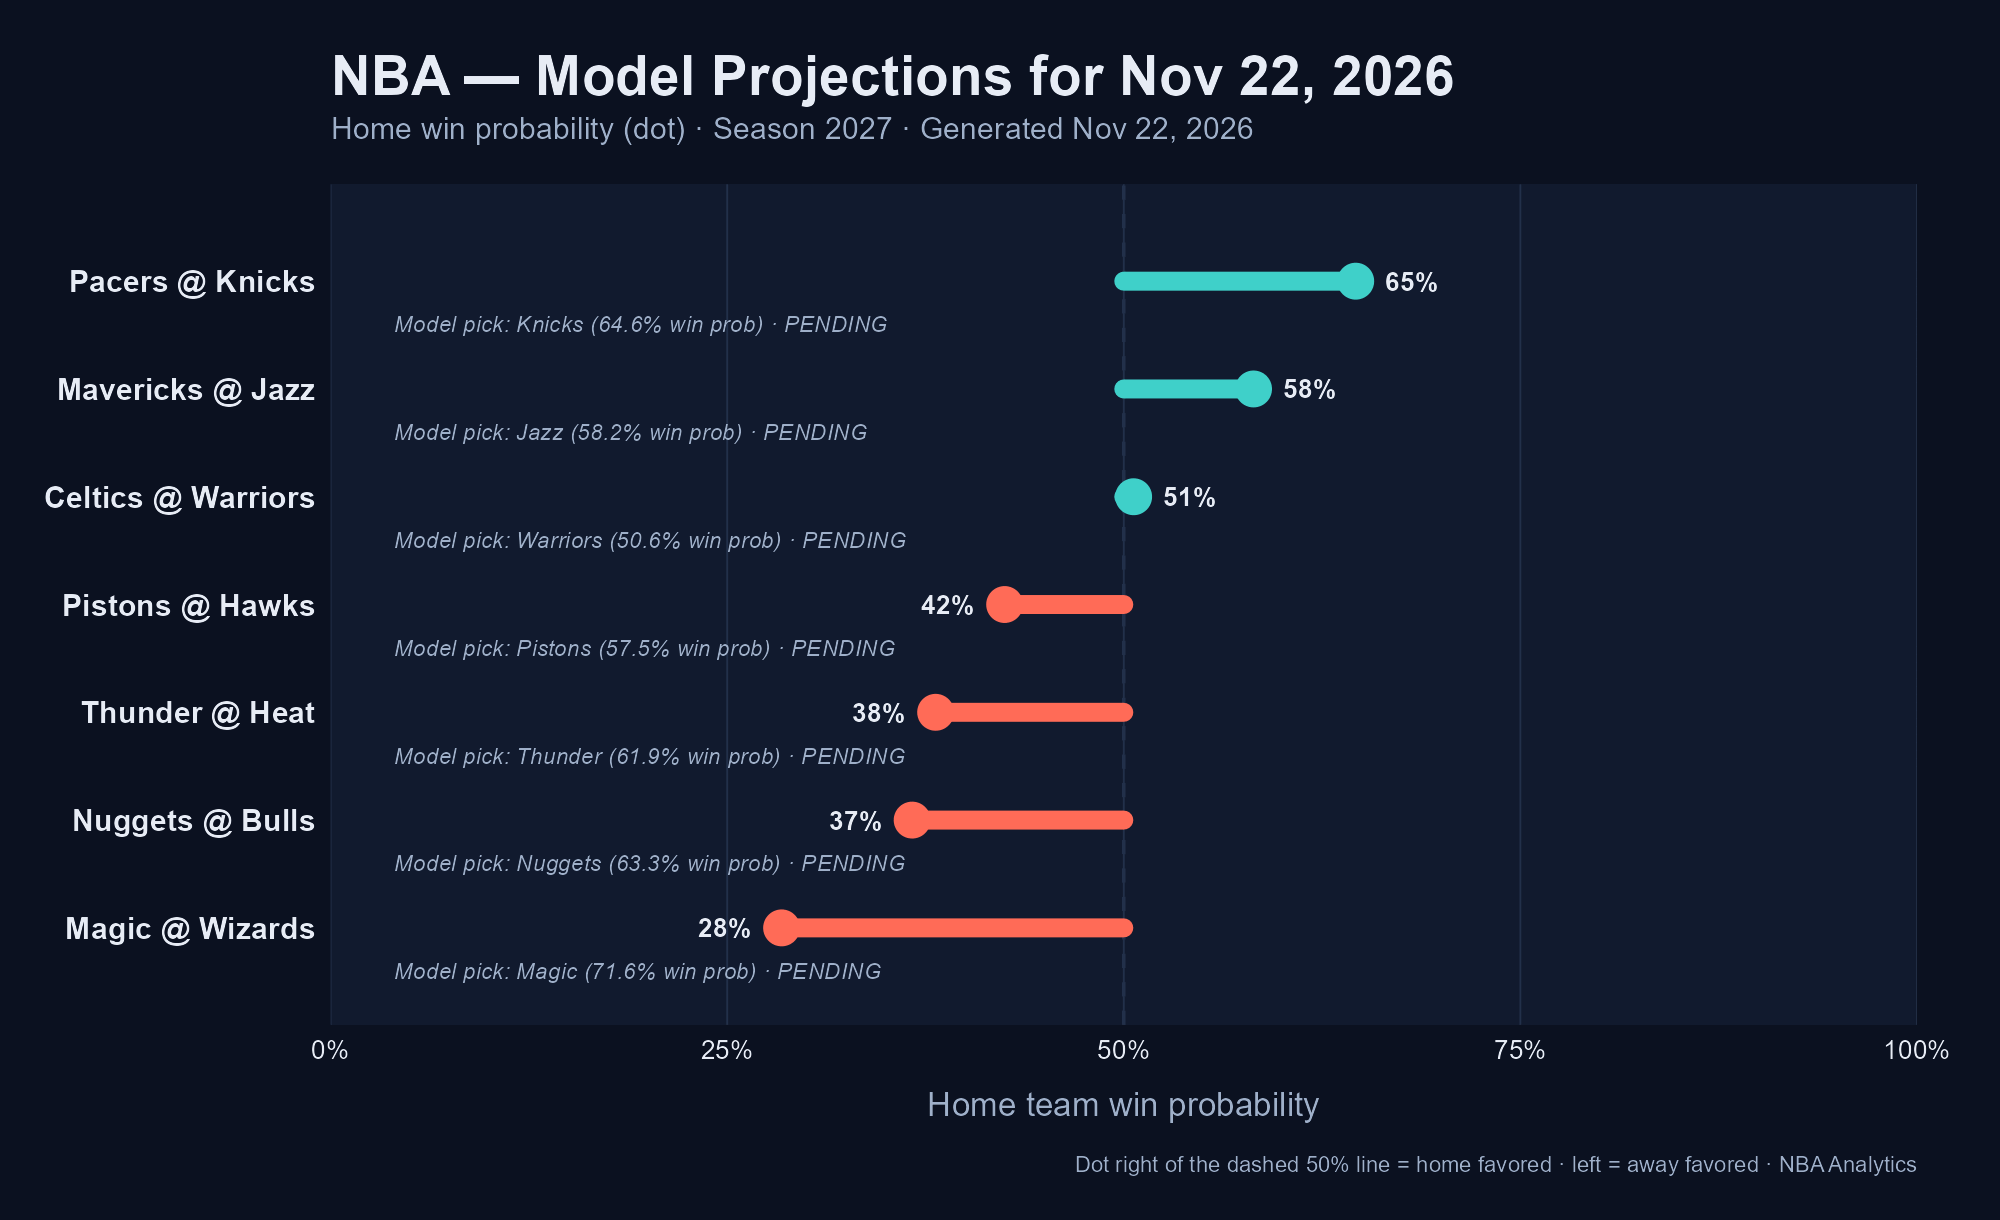 NBA — Model Projections for Nov 22, 2026
Home win probability (dot) · Season 2027 · Generated Nov 22, 2026
Pacers @ Knicks
65%
Model pick: Knicks (64.6% win prob) · PENDING
Mavericks @ Jazz
58%
Model pick: Jazz (58.2% win prob) · PENDING
Celtics @ Warriors
51%
Model pick: Warriors (50.6% win prob) · PENDING
Pistons @ Hawks
42%
Model pick: Pistons (57.5% win prob) · PENDING
Thunder @ Heat
38%
Model pick: Thunder (61.9% win prob) · PENDING
Nuggets @ Bulls
37%
Model pick: Nuggets (63.3% win prob) · PENDING
Magic @ Wizards
28%
Model pick: Magic (71.6% win prob) · PENDING
0% 25% 50% 75% 100%
Home team win probability
Dot right of the dashed 50% line = home favored · left = away favored · NBA Analytics